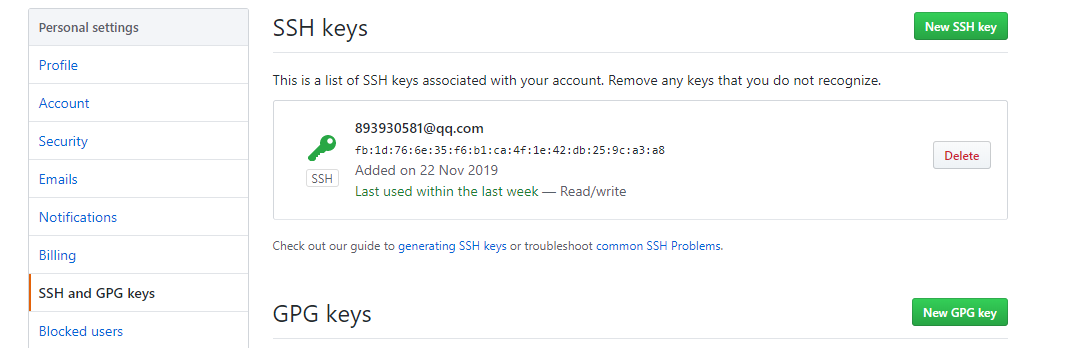 Personal settings
Profile
Account
Security
Emails
Notifications
Billing
SSH and GPG keys
Blocked users
SSH keys
New SSH key
This is a list of SSH keys associated with your account. Remove any keys that you do not recognize.
893930581@qq.com
fb:1d:76:6e:35:f6:b1:ca:4f:1e:42:db:25:9c:a3:a8
SSH
Added on 22 Nov 2019
Last used within the last week — Read/write
Delete
Check out our guide to generating SSH keys or troubleshoot common SSH Problems.
GPG keys
New GPG key